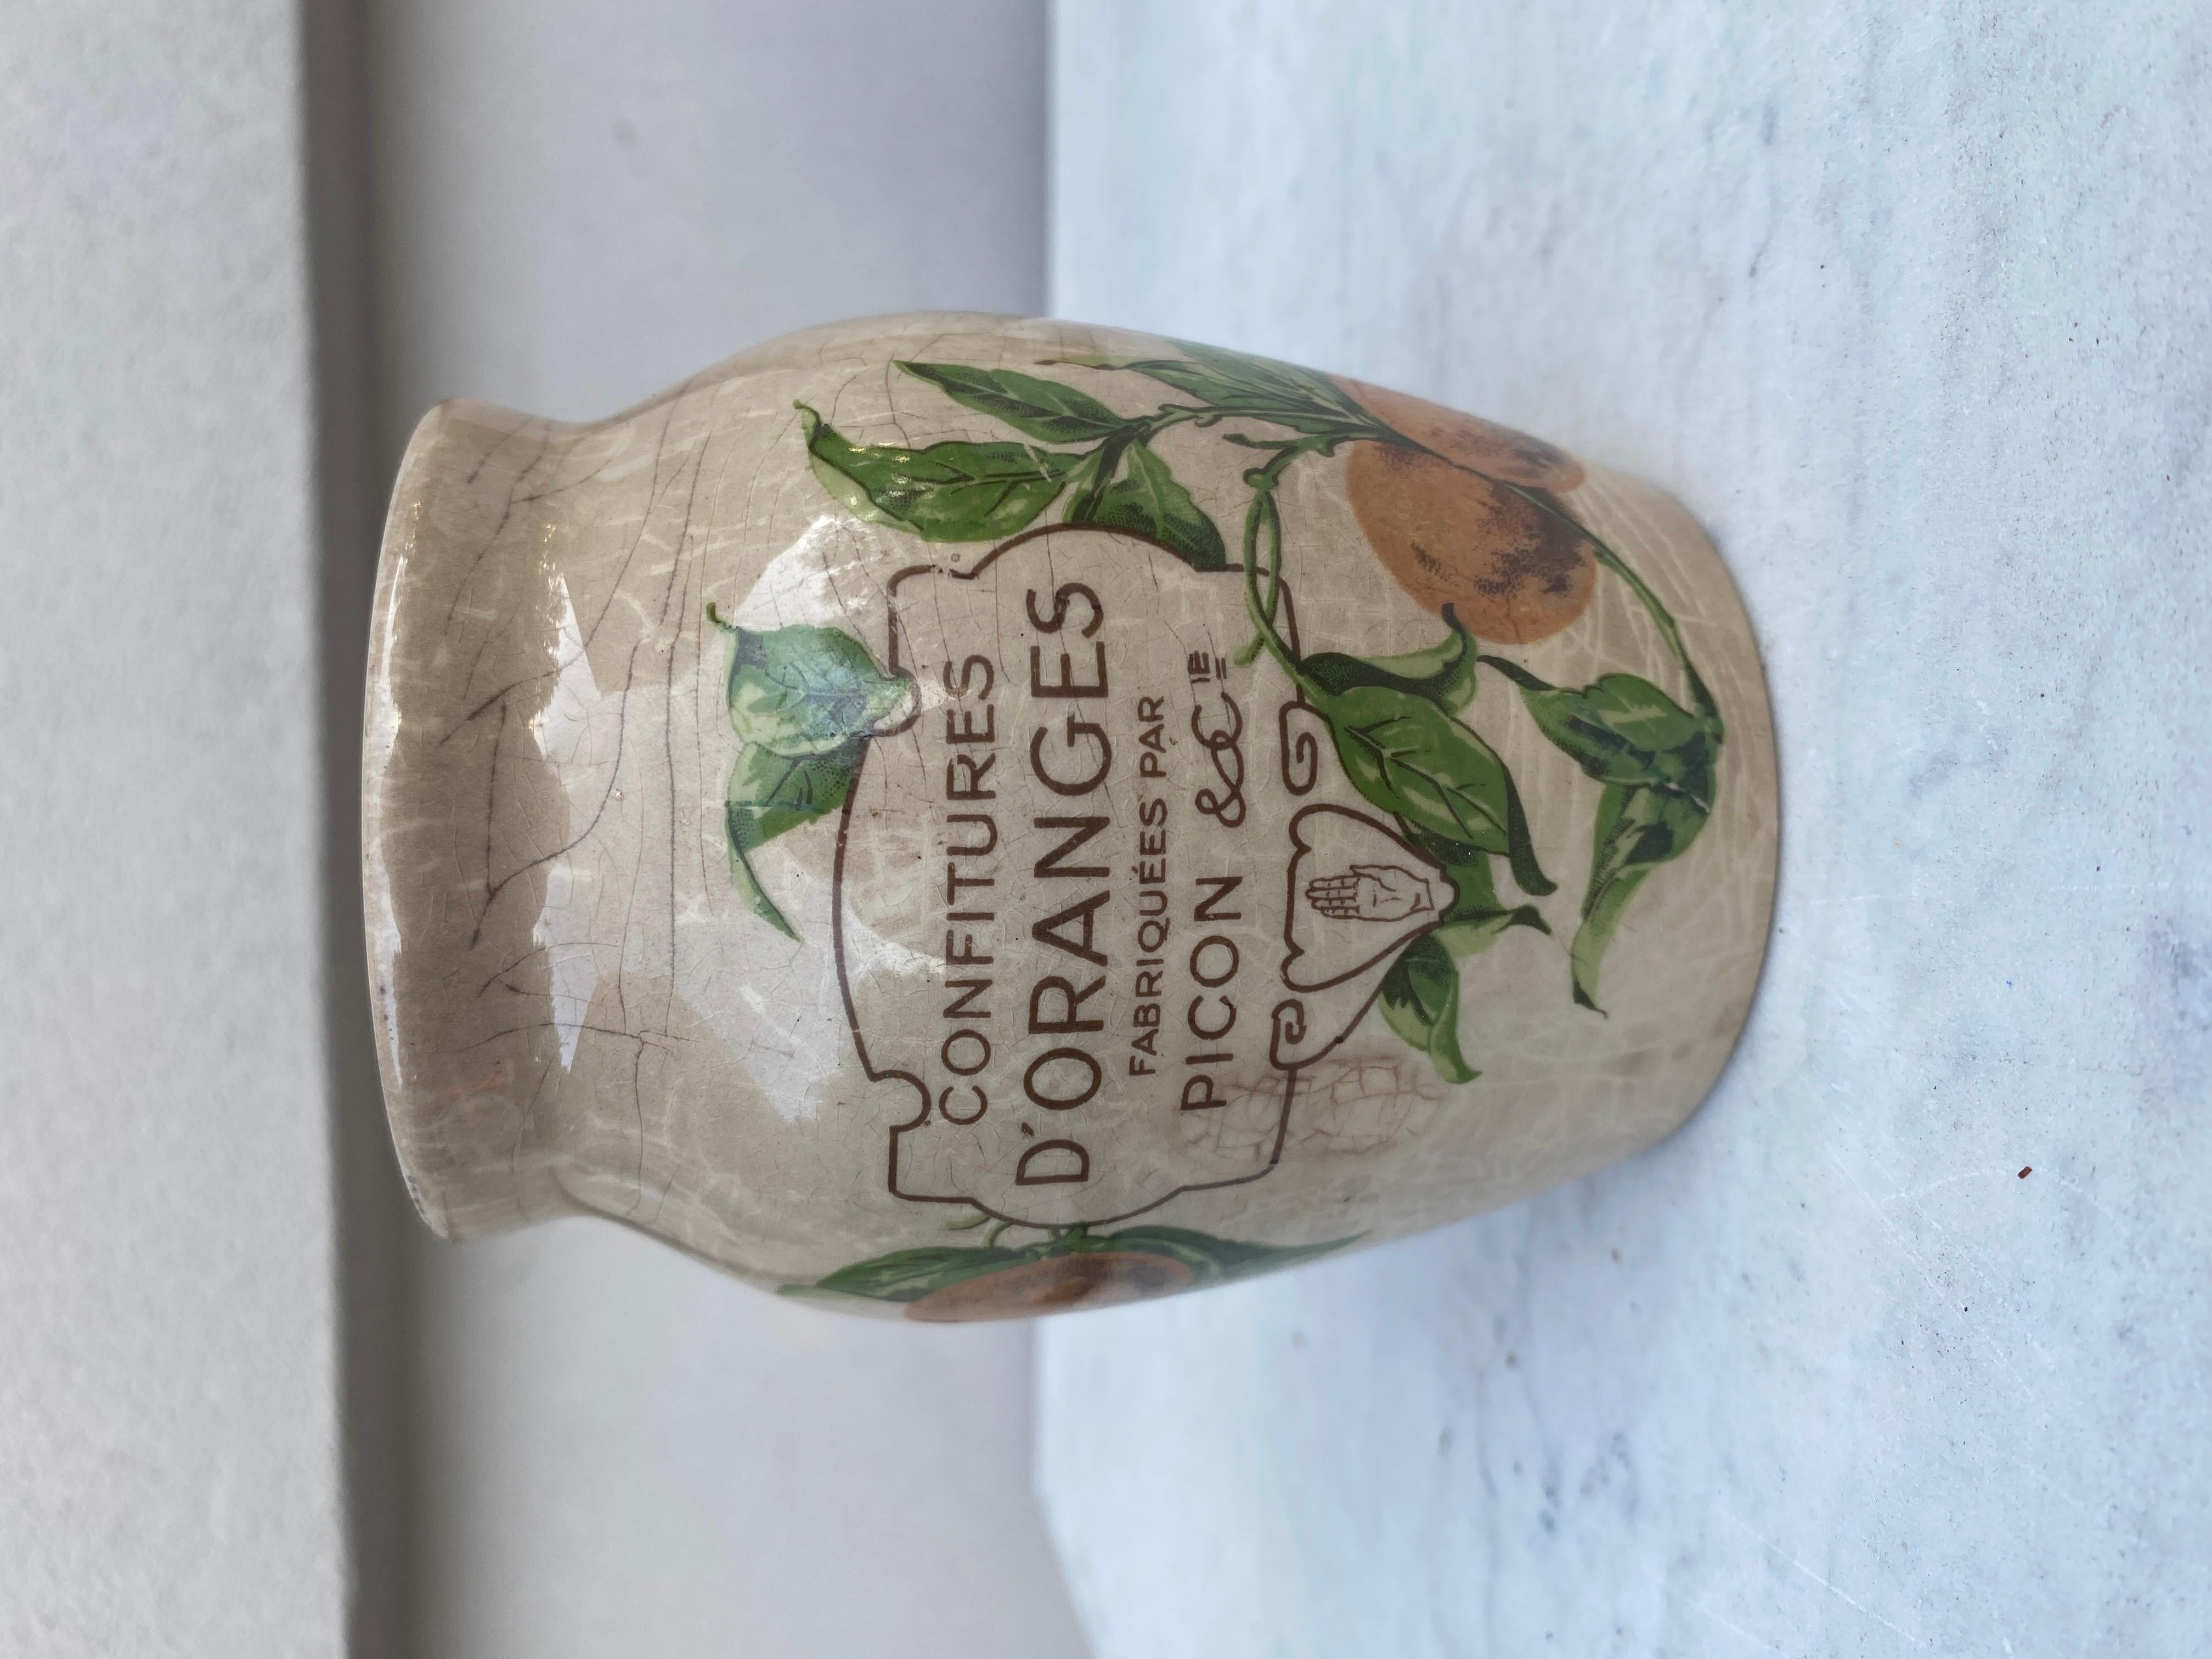 CONFITURES
D'ORANGES
FABRIQUÉES PAR
PICON & CIE